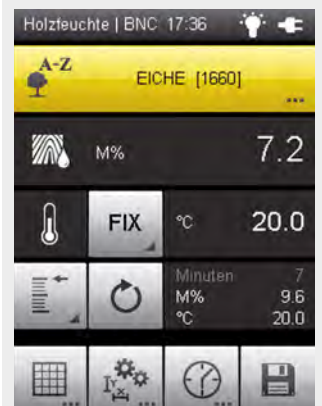 Holzfeuchte | BNC 17:36
A-Z
EICHE [1660]
M% 7.2
FIX °C 20.0
Minuten 7
M% 9.6
°C 20.0